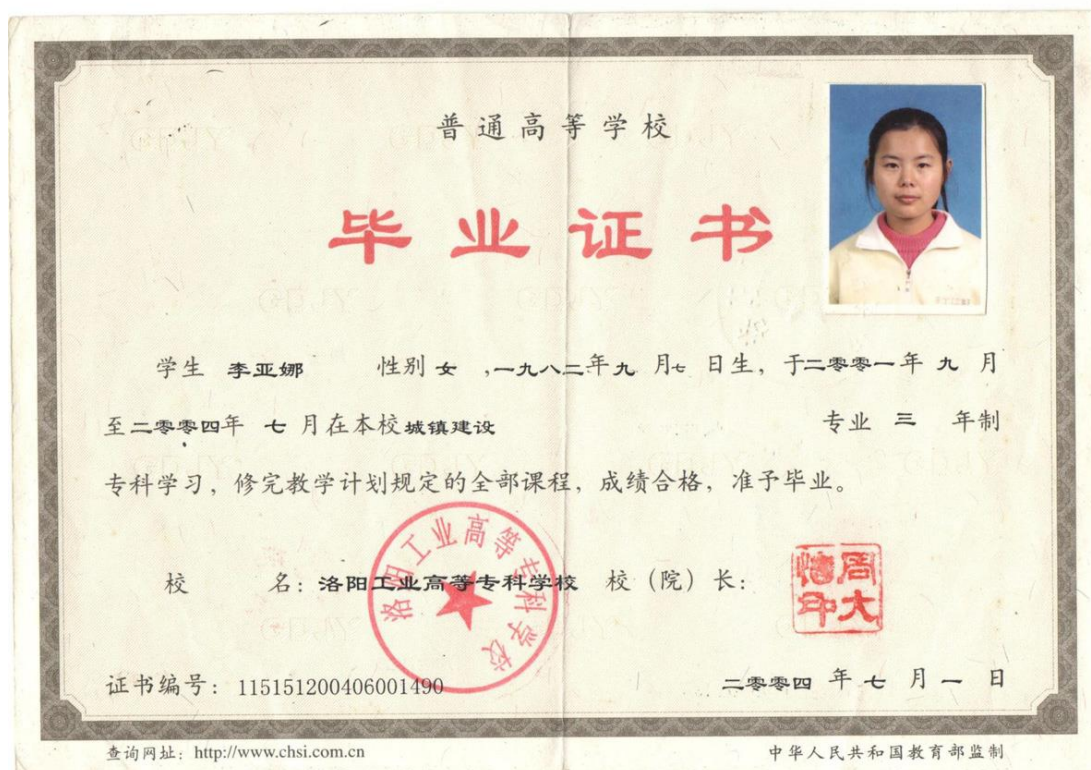 普通高等学校
毕业证书
学生 李亚娜 性别 女 ,一九八二年九 月七 日生，于二零零一年 九 月
至二零零四年 七 月在本校城镇建设 专业 三 年制
专科学习，修完教学计划规定的全部课程，成绩合格，准予毕业。
洛阳工业高等专科学校
校 名：洛阳工业高等专科学校 校（院）长：
证书编号：115151200406001490
二零零四 年 七 月 一 日
查询网址：http://www.chsi.com.cn
中华人民共和国教育部监制